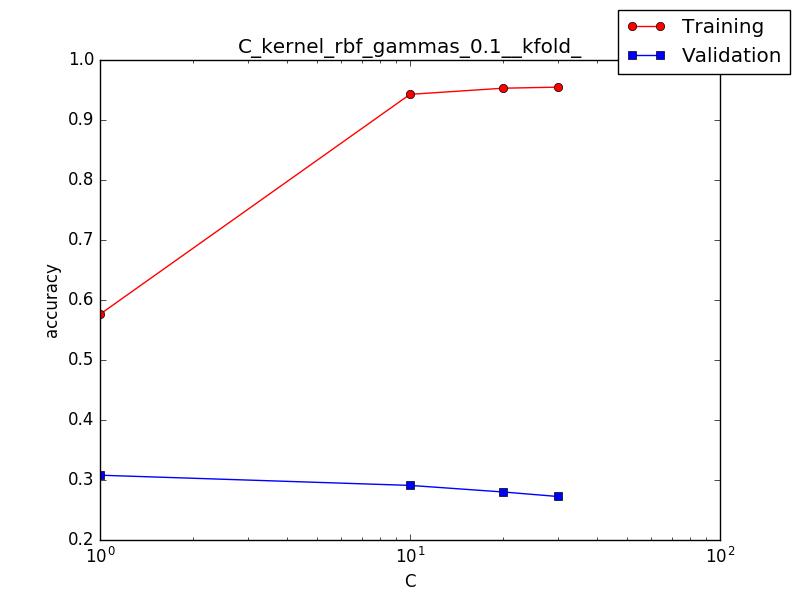 C_kernel_rbf_gammas_0.1__kfold_
Training
Validation
1.0
0.9
0.8
0.7
0.6
0.5
0.4
0.3
0.2
accuracy
10^0
10^1
10^2
C